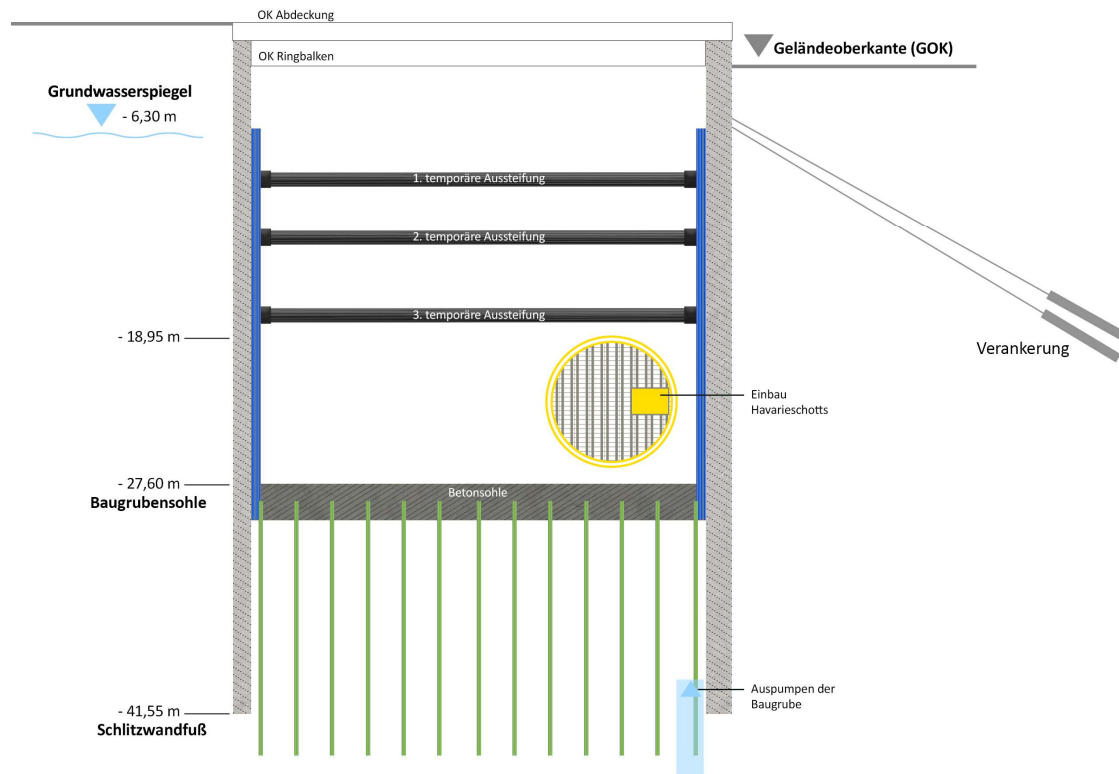 OK Abdeckung
OK Ringbalken
Geländeoberkante (GOK)
Grundwasserspiegel
- 6,30 m
1. temporäre Aussteifung
2. temporäre Aussteifung
3. temporäre Aussteifung
- 18,95 m
Verankerung
Einbau
Havarieschotts
- 27,60 m
Baugrubensohle
Betonsohle
Auspumpen der
Baugrube
- 41,55 m
Schlitzwandfuß